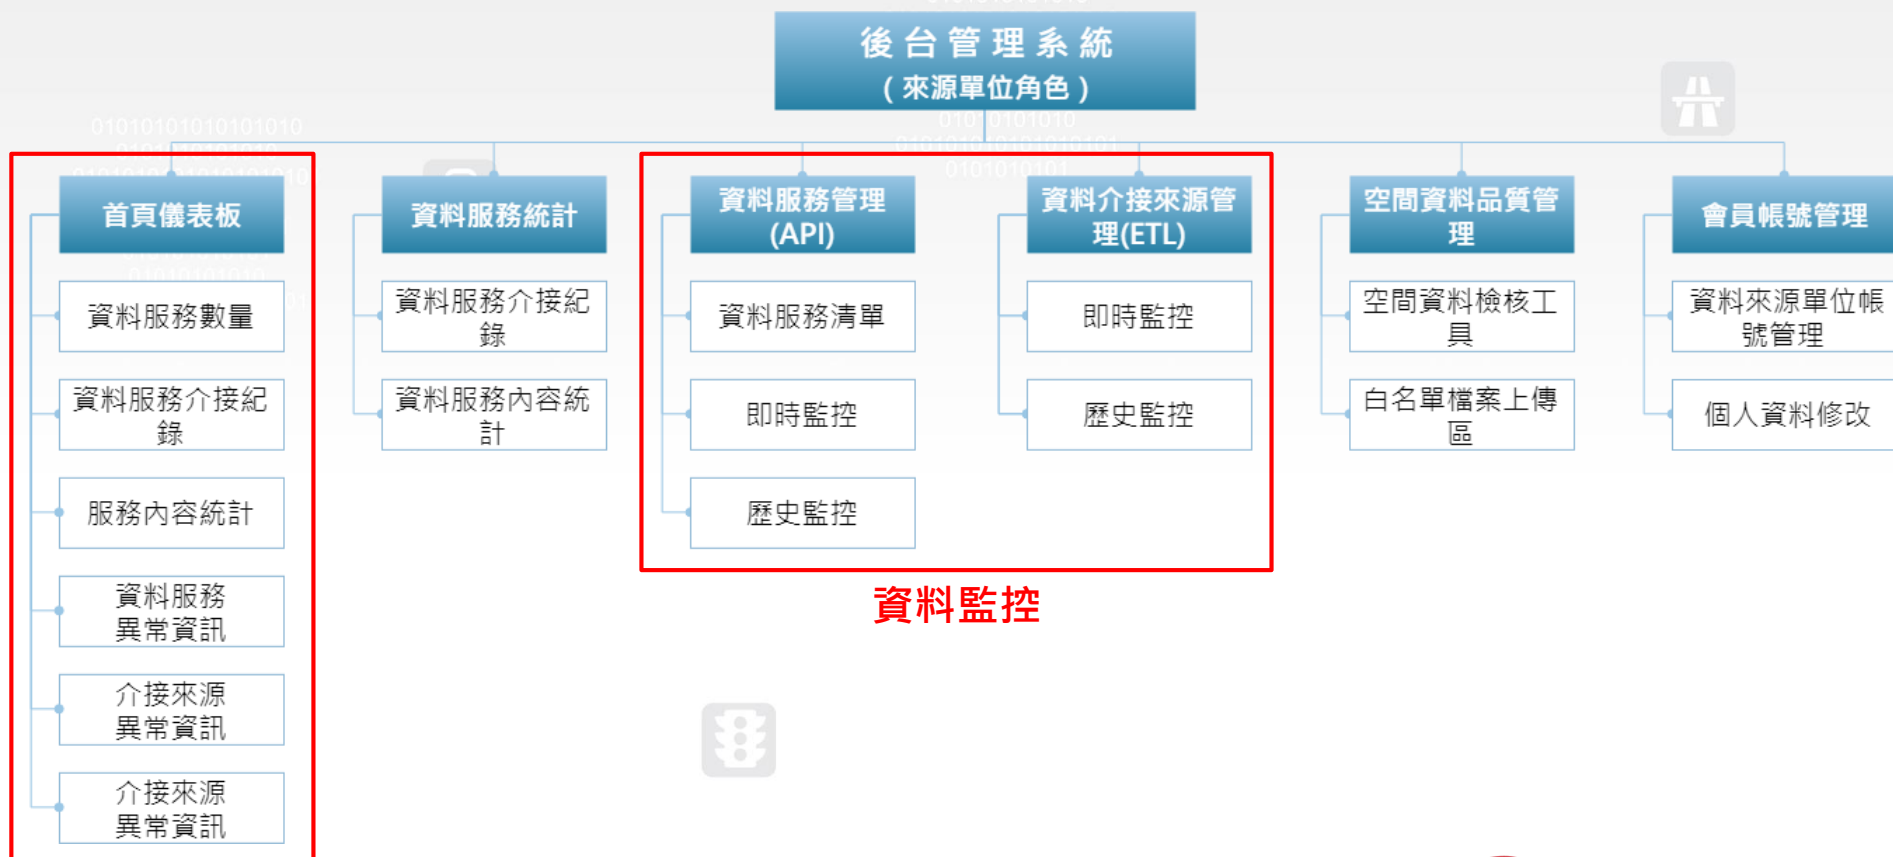 後台管理系統
(來源單位角色)
首頁儀表板
資料服務數量
資料服務介接紀
錄
服務內容統計
資料服務
異常資訊
介接來源
異常資訊
介接來源
異常資訊
資料服務統計
資料服務介接紀
錄
資料服務內容統
計
資料服務管理
(API)
資料服務清單
即時監控
歷史監控
資料介接來源管
理(ETL)
即時監控
歷史監控
資料監控
空間資料品質管
理
空間資料檢核工
具
白名單檔案上傳
區
會員帳號管理
資料來源單位帳
號管理
個人資料修改